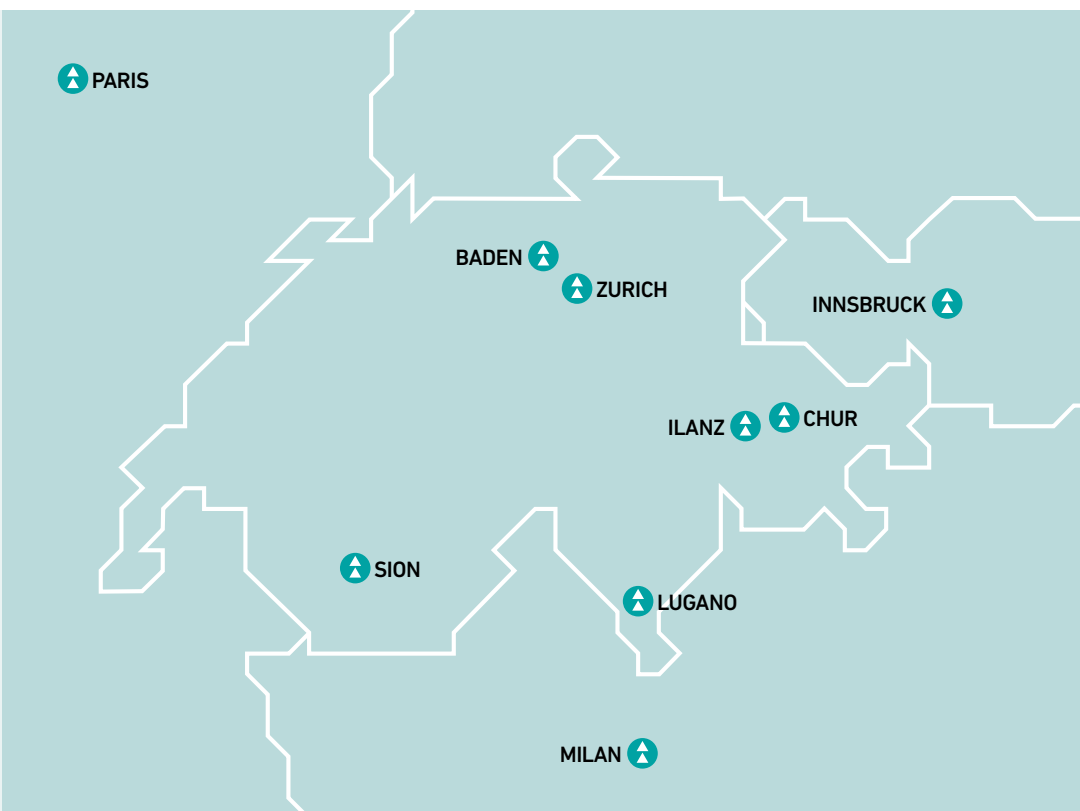 PARIS
BADEN
ZURICH
INNSBRUCK
ILANZ
CHUR
SION
LUGANO
MILAN